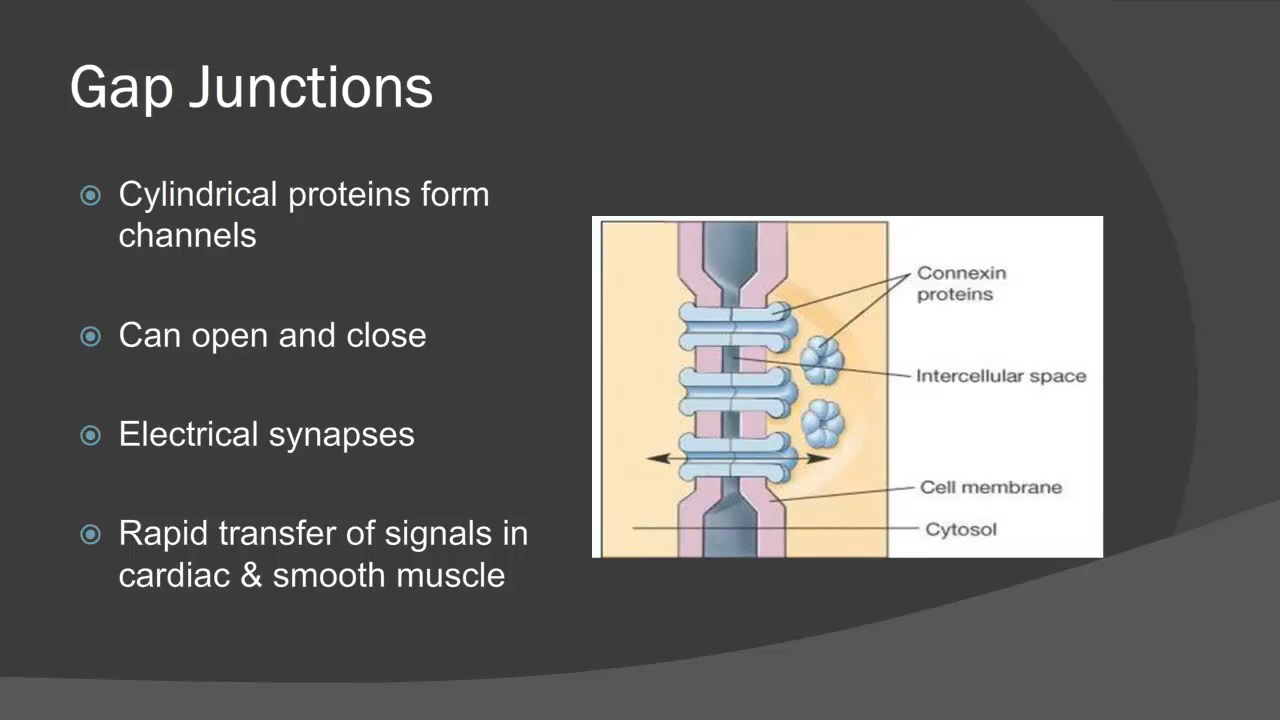 Gap Junctions
Cylindrical proteins form
channels
Can open and close
Electrical synapses
Rapid transfer of signals in
cardiac & smooth muscle
Connexin
proteins
Intercellular space
Cell membrane
Cytosol